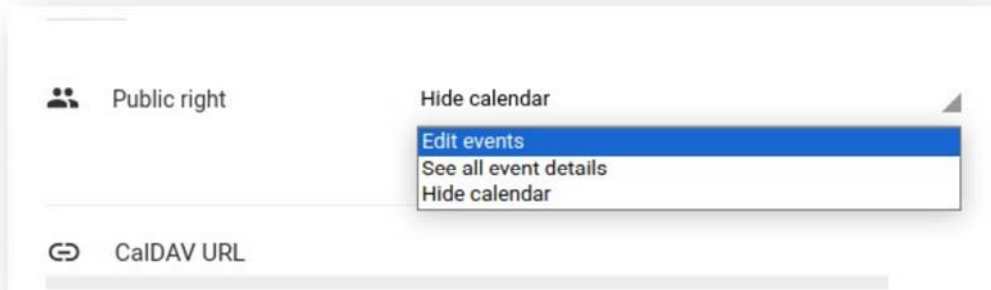 Public right
Hide calendar
Edit events
See all event details
Hide calendar
CalDAV URL